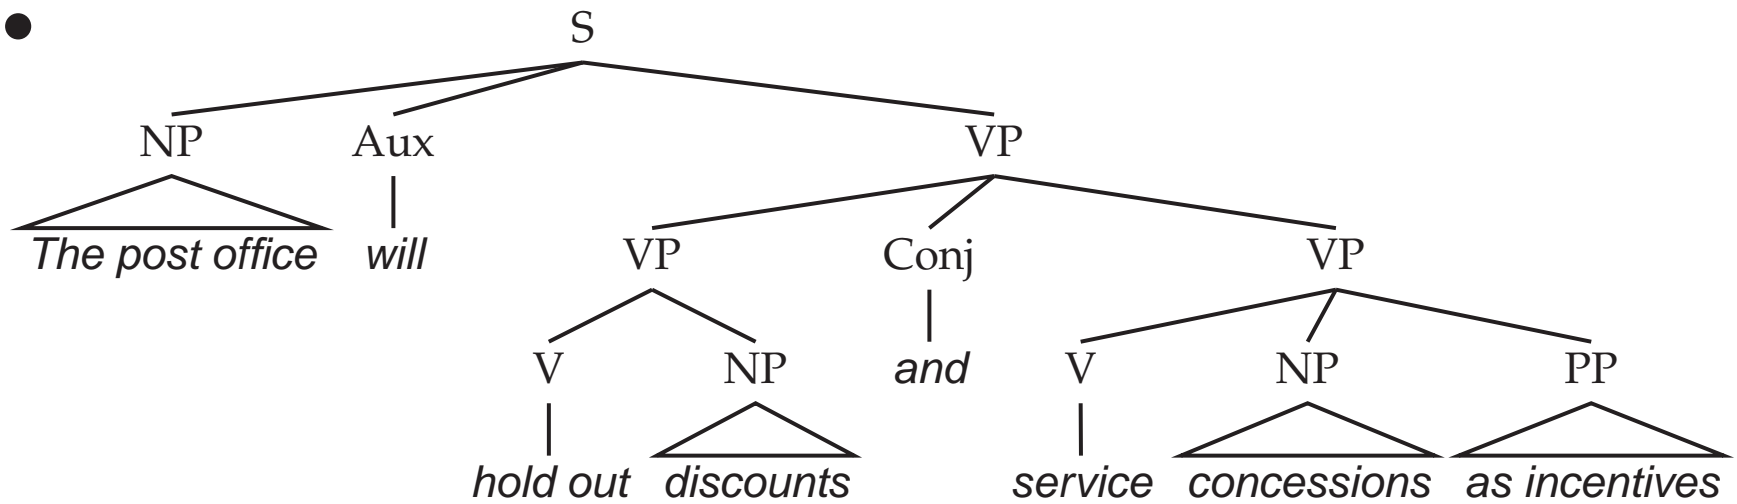 ● S
NP Aux VP
The post office will VP Conj VP
V NP and V NP PP
hold out discounts service concessions as incentives